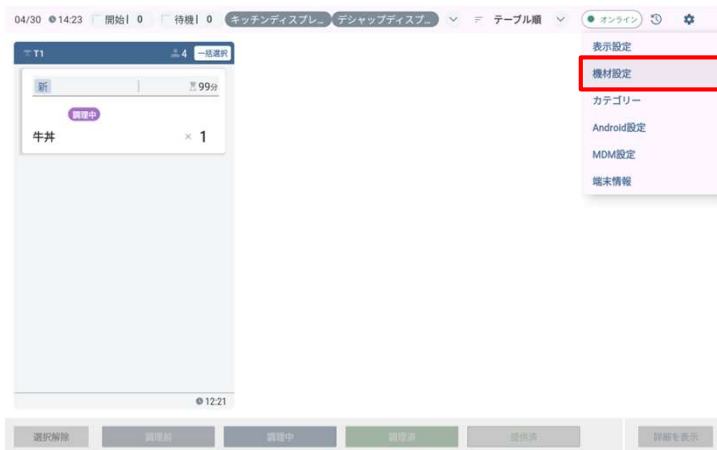 04/30 14:23 開始 0 待機 0 キッチンディスプレ... デシャップディスプ... テーブル順 オンライン
T1 4 一括選択
新 99分
調理中
牛丼 × 1
12:21
表示設定
機材設定
カテゴリー
Android設定
MDM設定
端末情報
選択解除 調理前 調理中 調理済 提供済 詳細を表示